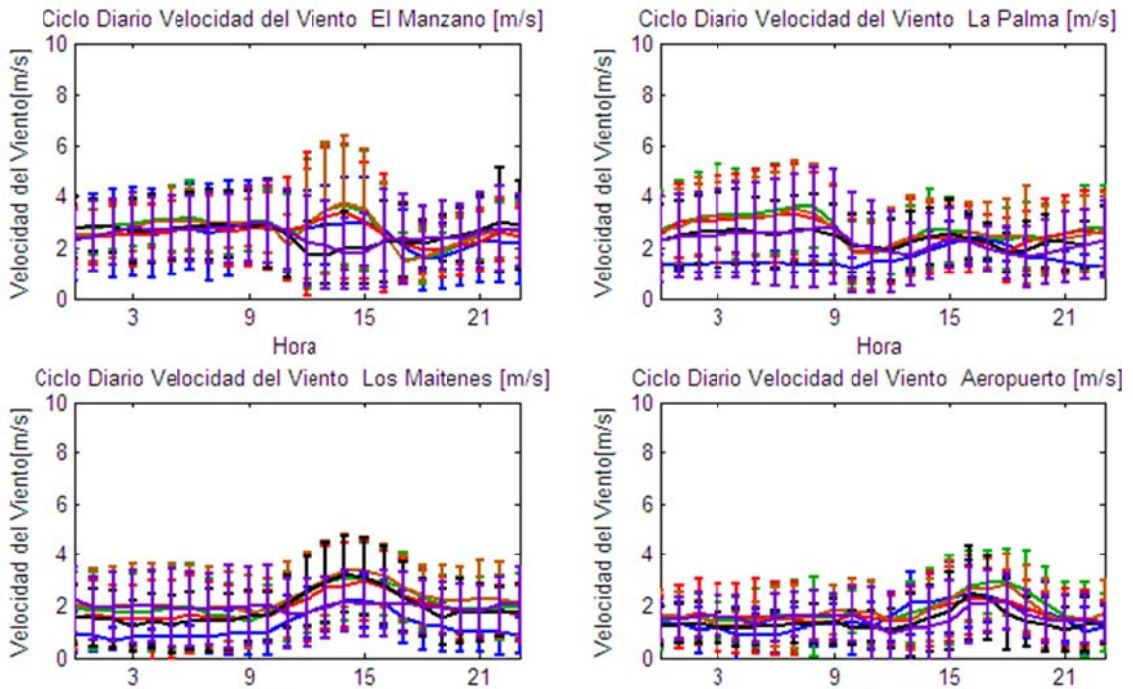 Ciclo Diario Velocidad del Viento El Manzano [m/s]
Velocidad del Viento[m/s]
10
8
6
4
2
0
3 9 15 21
Hora
Ciclo Diario Velocidad del Viento La Palma [m/s]
Velocidad del Viento[m/s]
10
8
6
4
2
0
3 9 15 21
Hora
Ciclo Diario Velocidad del Viento Los Maitenes [m/s]
Velocidad del Viento[m/s]
10
8
6
4
2
0
3 9 15 21
Ciclo Diario Velocidad del Viento Aeropuerto [m/s]
Velocidad del Viento[m/s]
10
8
6
4
2
0
3 9 15 21